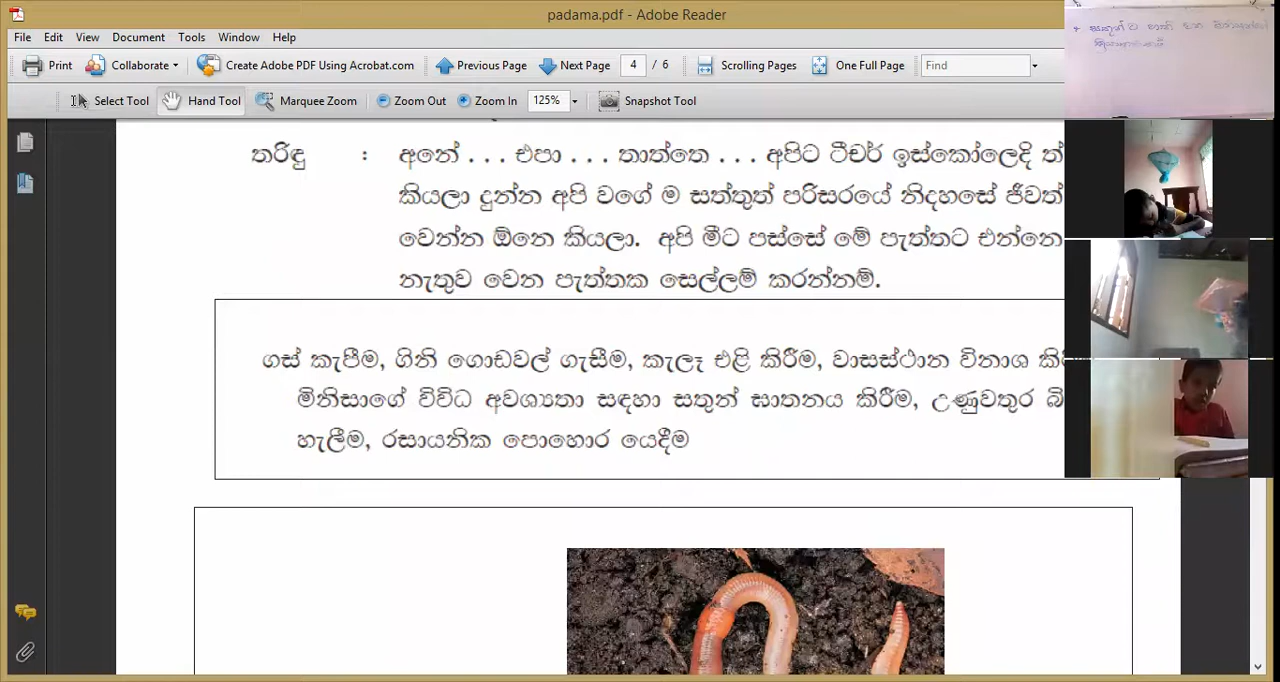 padama.pdf - Adobe Reader
File Edit View Document Tools Window Help
Print Collaborate Create Adobe PDF Using Acrobat.com Previous Page Next Page 4 / 6 Scrolling Pages One Full Page Find
Select Tool Hand Tool Marquee Zoom Zoom Out Zoom In 125% Snapshot Tool
තරිඳු : අනේ . . . එපා . . . තාත්තෙ . . . අපිට ටීචර් ඉස්කෝලෙදි ත්
කියලා දුන්න අපි වගේ ම සත්තුත් පරිසරයේ නිදහසේ ජීවත්
වෙන්න ඕනෙ කියලා. අපි මීට පස්සෙ මේ පැත්තට එන්නෙ
නැතුව වෙන පැත්තක සෙල්ලම් කරන්නම්.
ගස් කැපීම, ගිනි ගොඩවල් ගැසීම, කැලෑ එළි කිරීම, වාසස්ථාන විනාශ
මිනිසාගේ විවිධ අවශ්‍යතා සඳහා සතුන් ඝාතනය කිරීම, උණුවතුර බි
හැලීම, රසායනික පොහොර යෙදීම